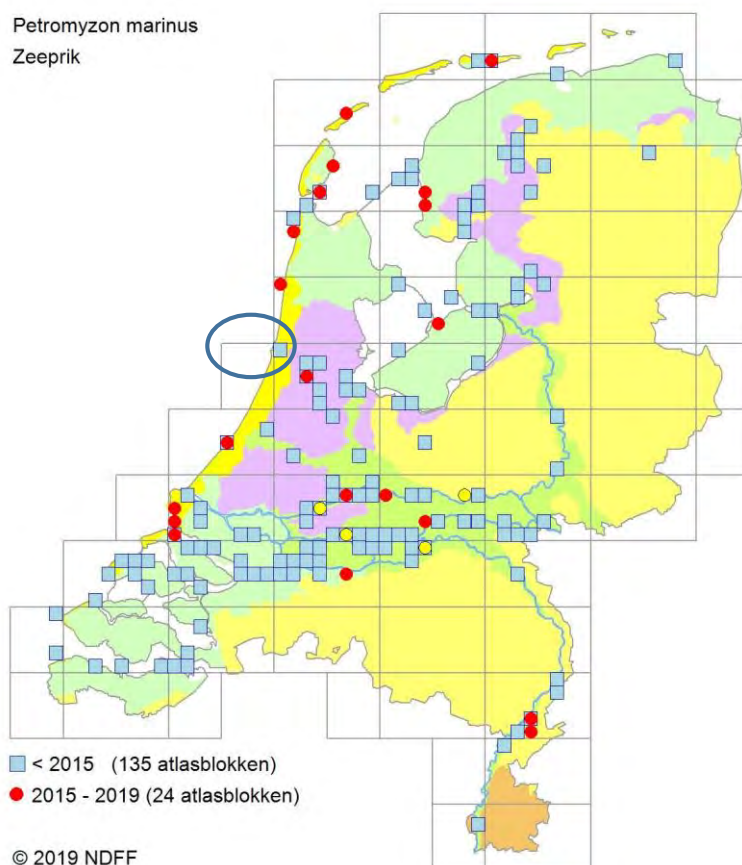 Petromyzon marinus
Zeeprik
< 2015 (135 atlasblokken)
2015 - 2019 (24 atlasblokken)
© 2019 NDFF